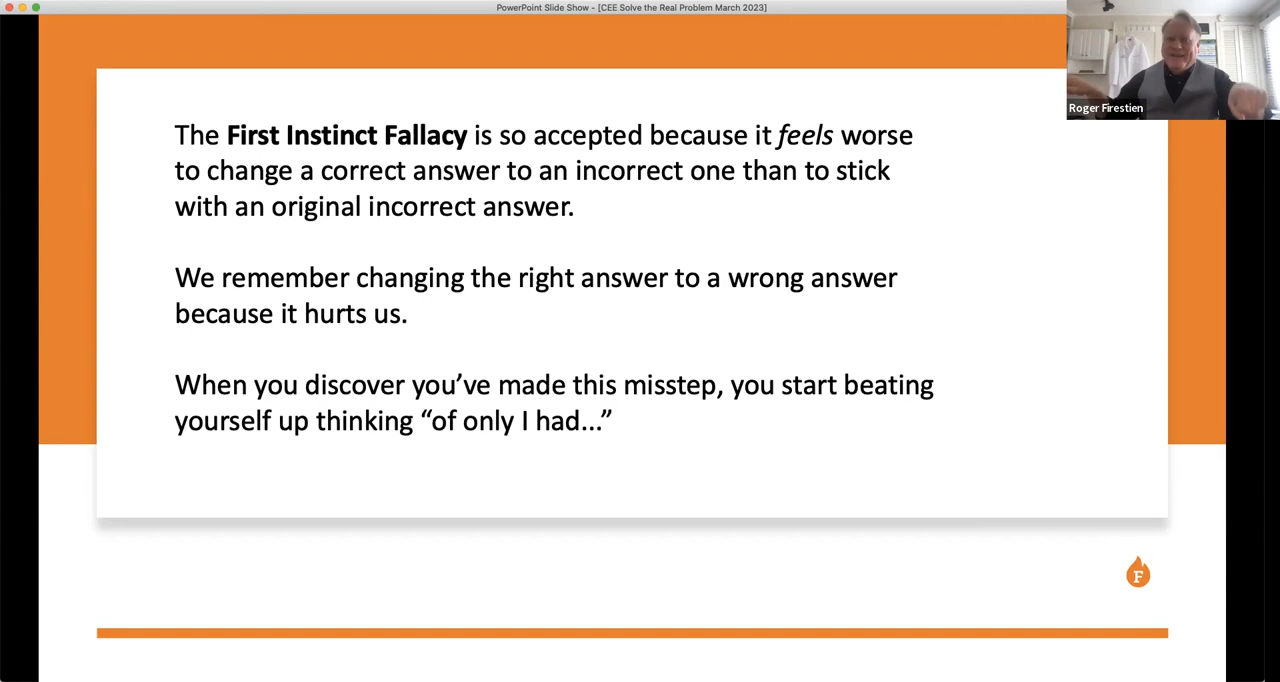 PowerPoint Slide Show - [CEE Solve the Real Problem March 2023]
Roger Firestien
The First Instinct Fallacy is so accepted because it feels worse
to change a correct answer to an incorrect one than to stick
with an original incorrect answer.
We remember changing the right answer to a wrong answer
because it hurts us.
When you discover you’ve made this misstep, you start beating
yourself up thinking “of only I had...”
F